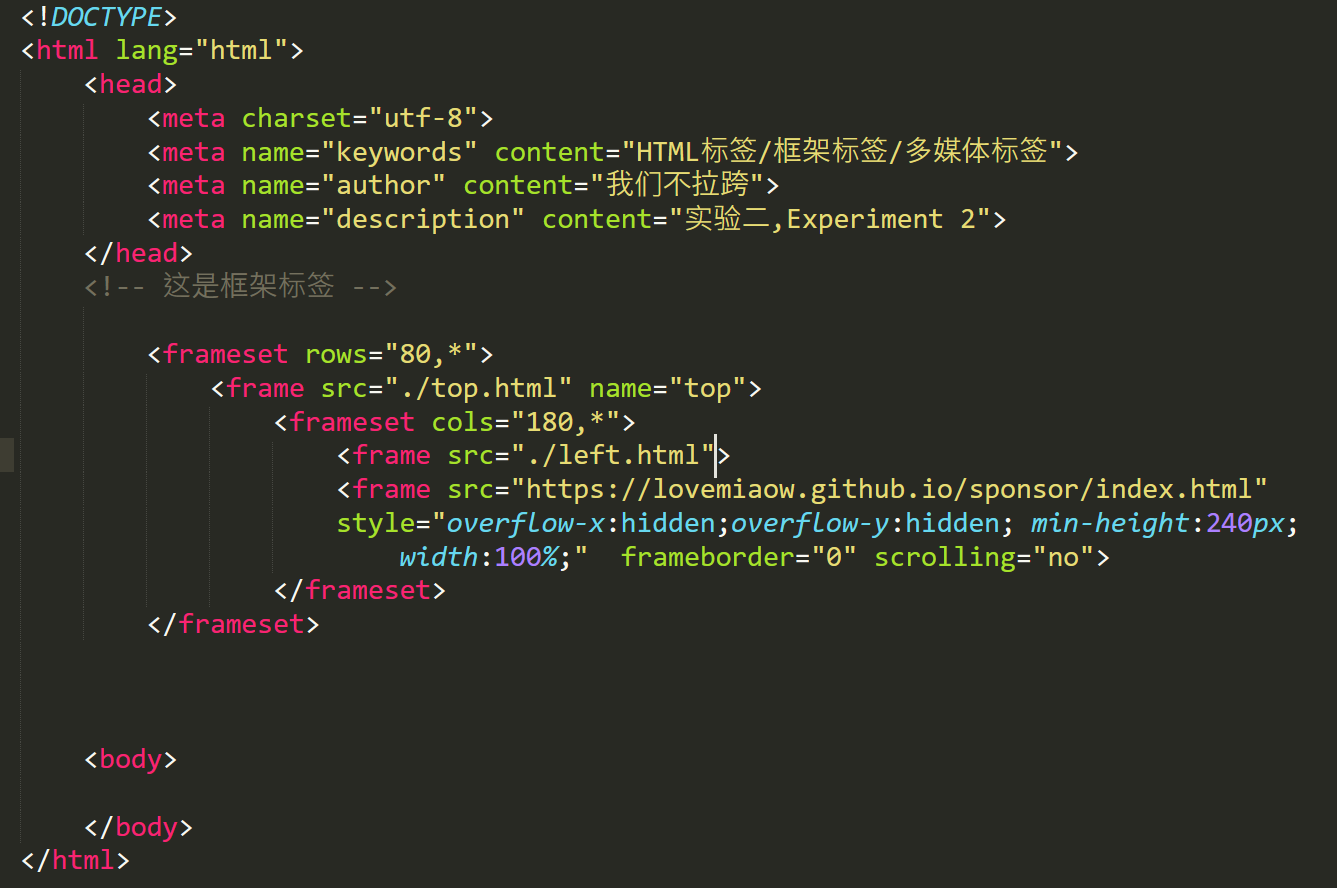 <!DOCTYPE>
<html lang="html">
<head>
<meta charset="utf-8">
<meta name="keywords" content="HTML标签/框架标签/多媒体标签">
<meta name="author" content="我们不拉跨">
<meta name="description" content="实验二,Experiment 2">
</head>
<!-- 这是框架标签 -->
<frameset rows="80,*">
<frame src="./top.html" name="top">
<frameset cols="180,*">
<frame src="./left.html">
<frame src="https://lovemiaow.github.io/sponsor/index.html"
style="overflow-x:hidden;overflow-y:hidden; min-height:240px;
width:100%;"  frameborder="0" scrolling="no">
</frameset>
</frameset>
<body>
</body>
</html>